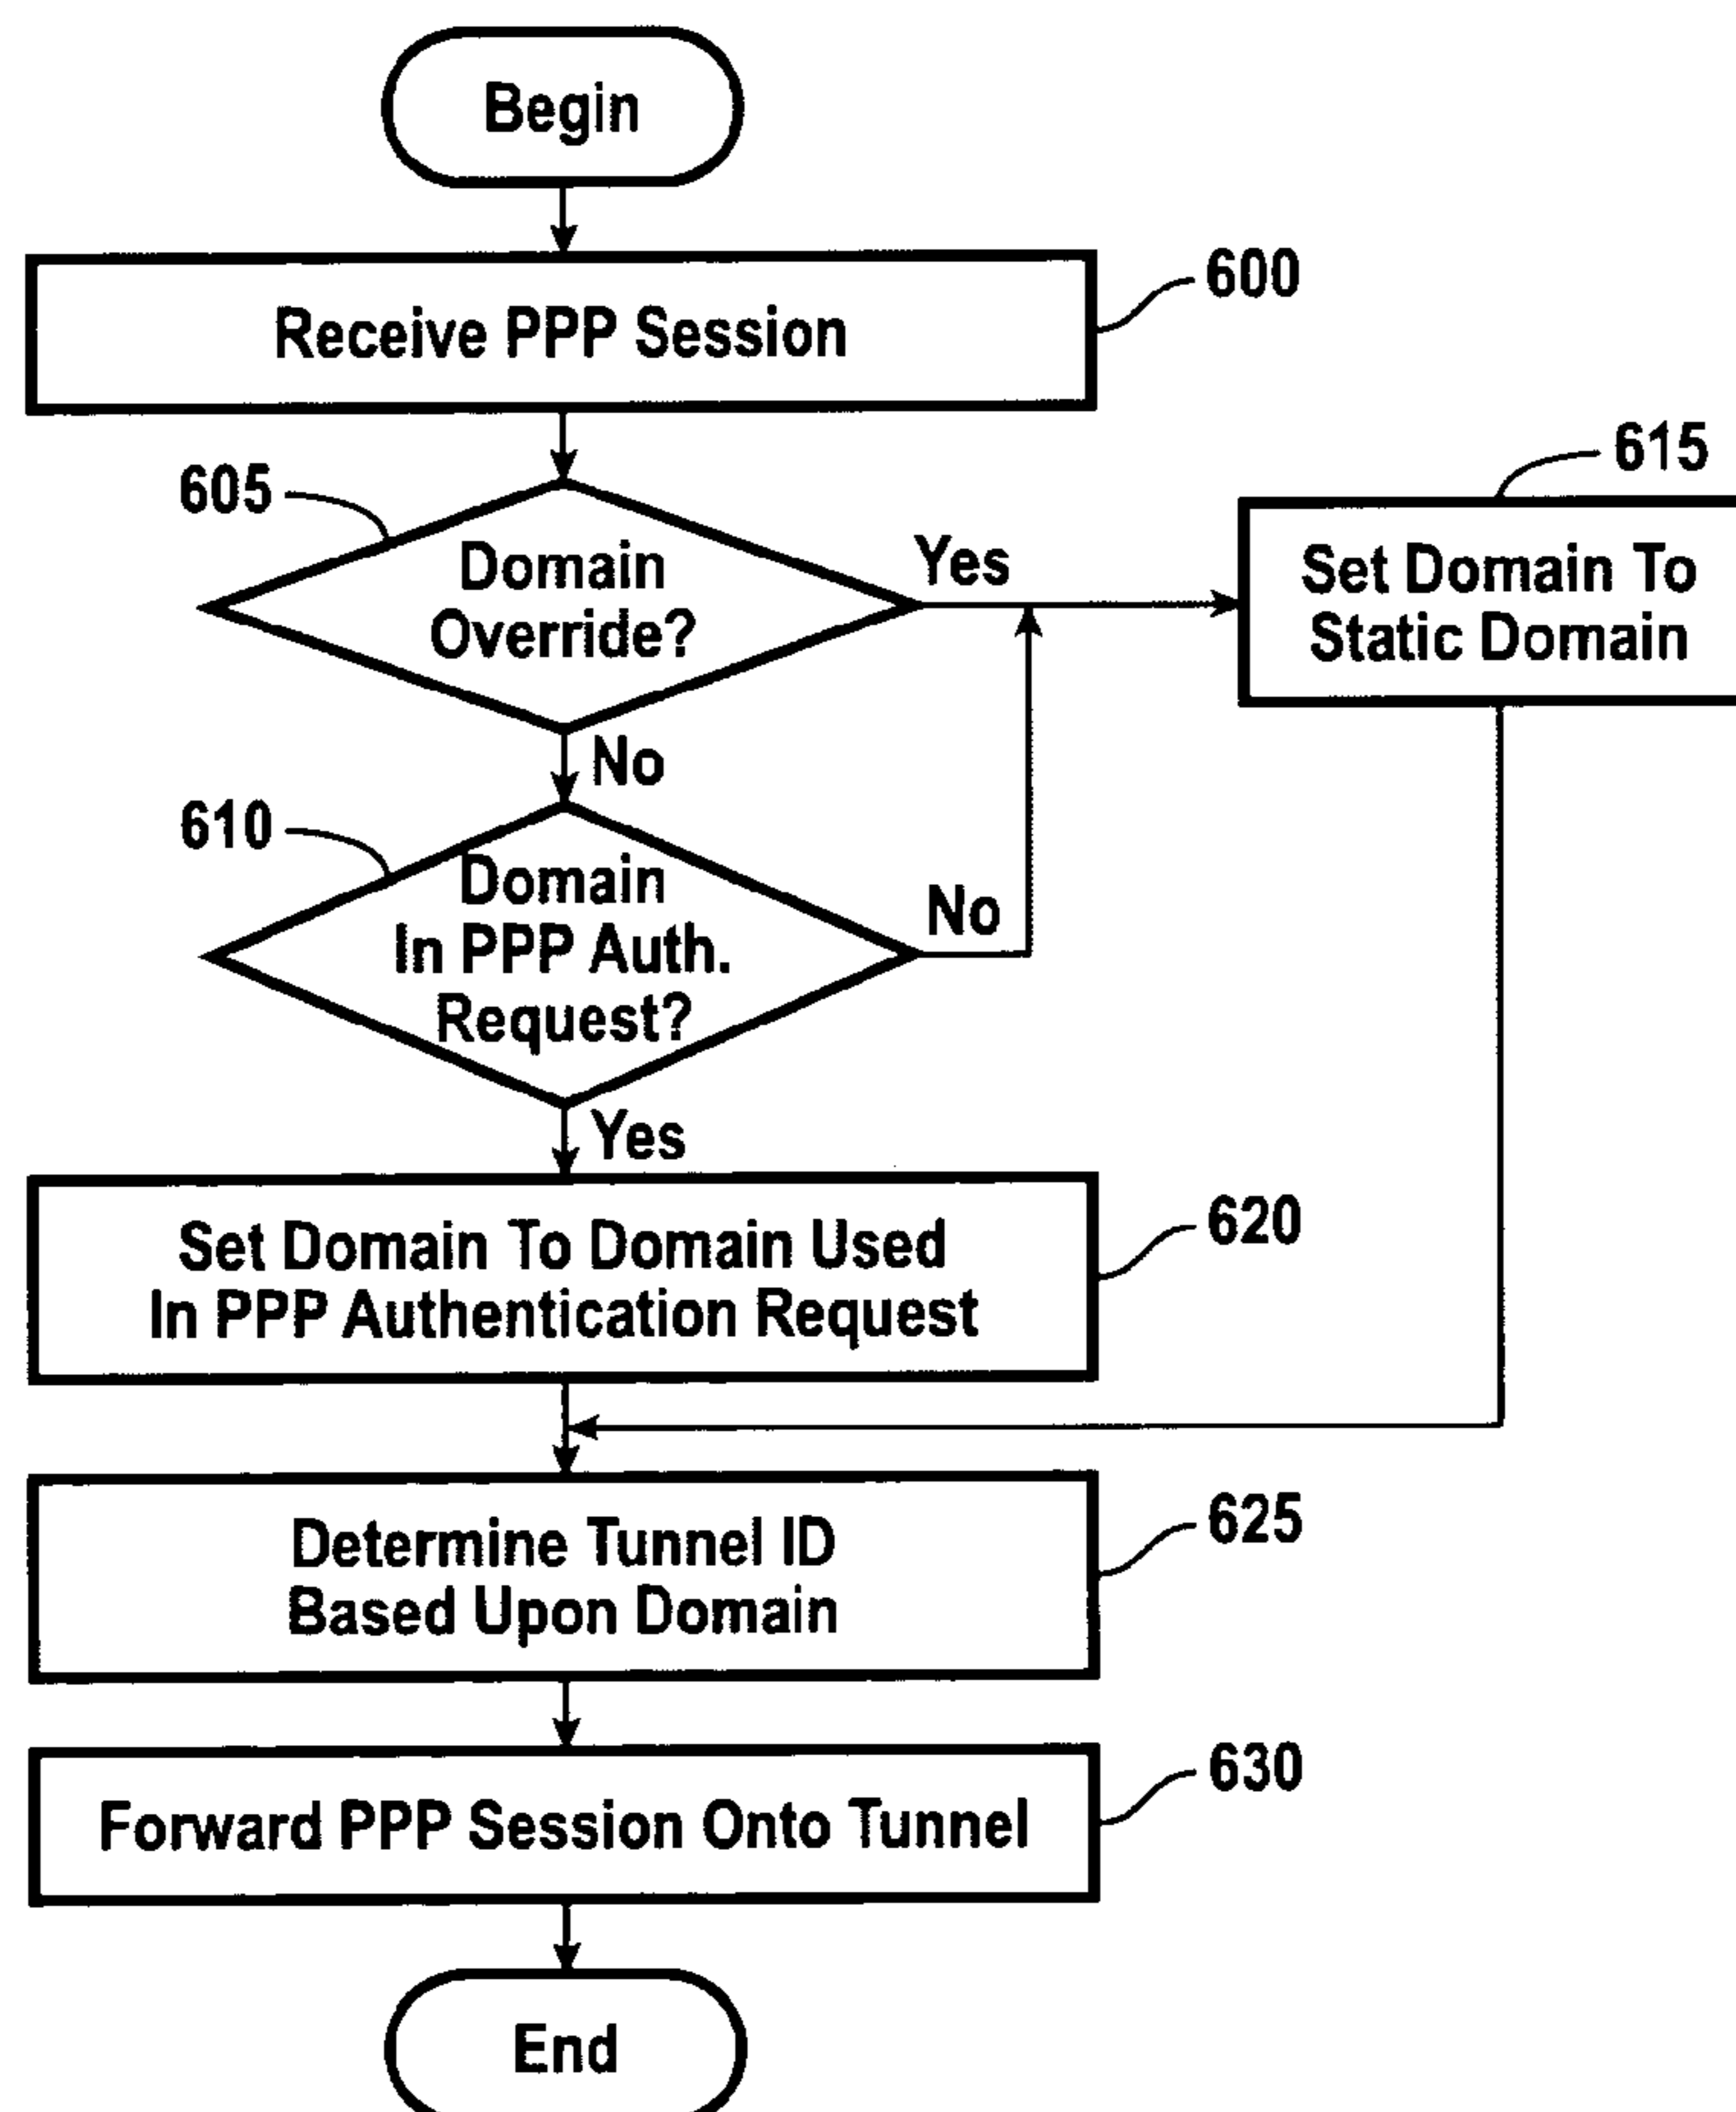 Begin
Receive PPP Session
600
605
Domain
Override?
Yes
615
Set Domain To
Static Domain
No
610
Domain
In PPP Auth.
Request?
No
Yes
Set Domain To Domain Used
In PPP Authentication Request
620
Determine Tunnel ID
Based Upon Domain
625
Forward PPP Session Onto Tunnel
630
End